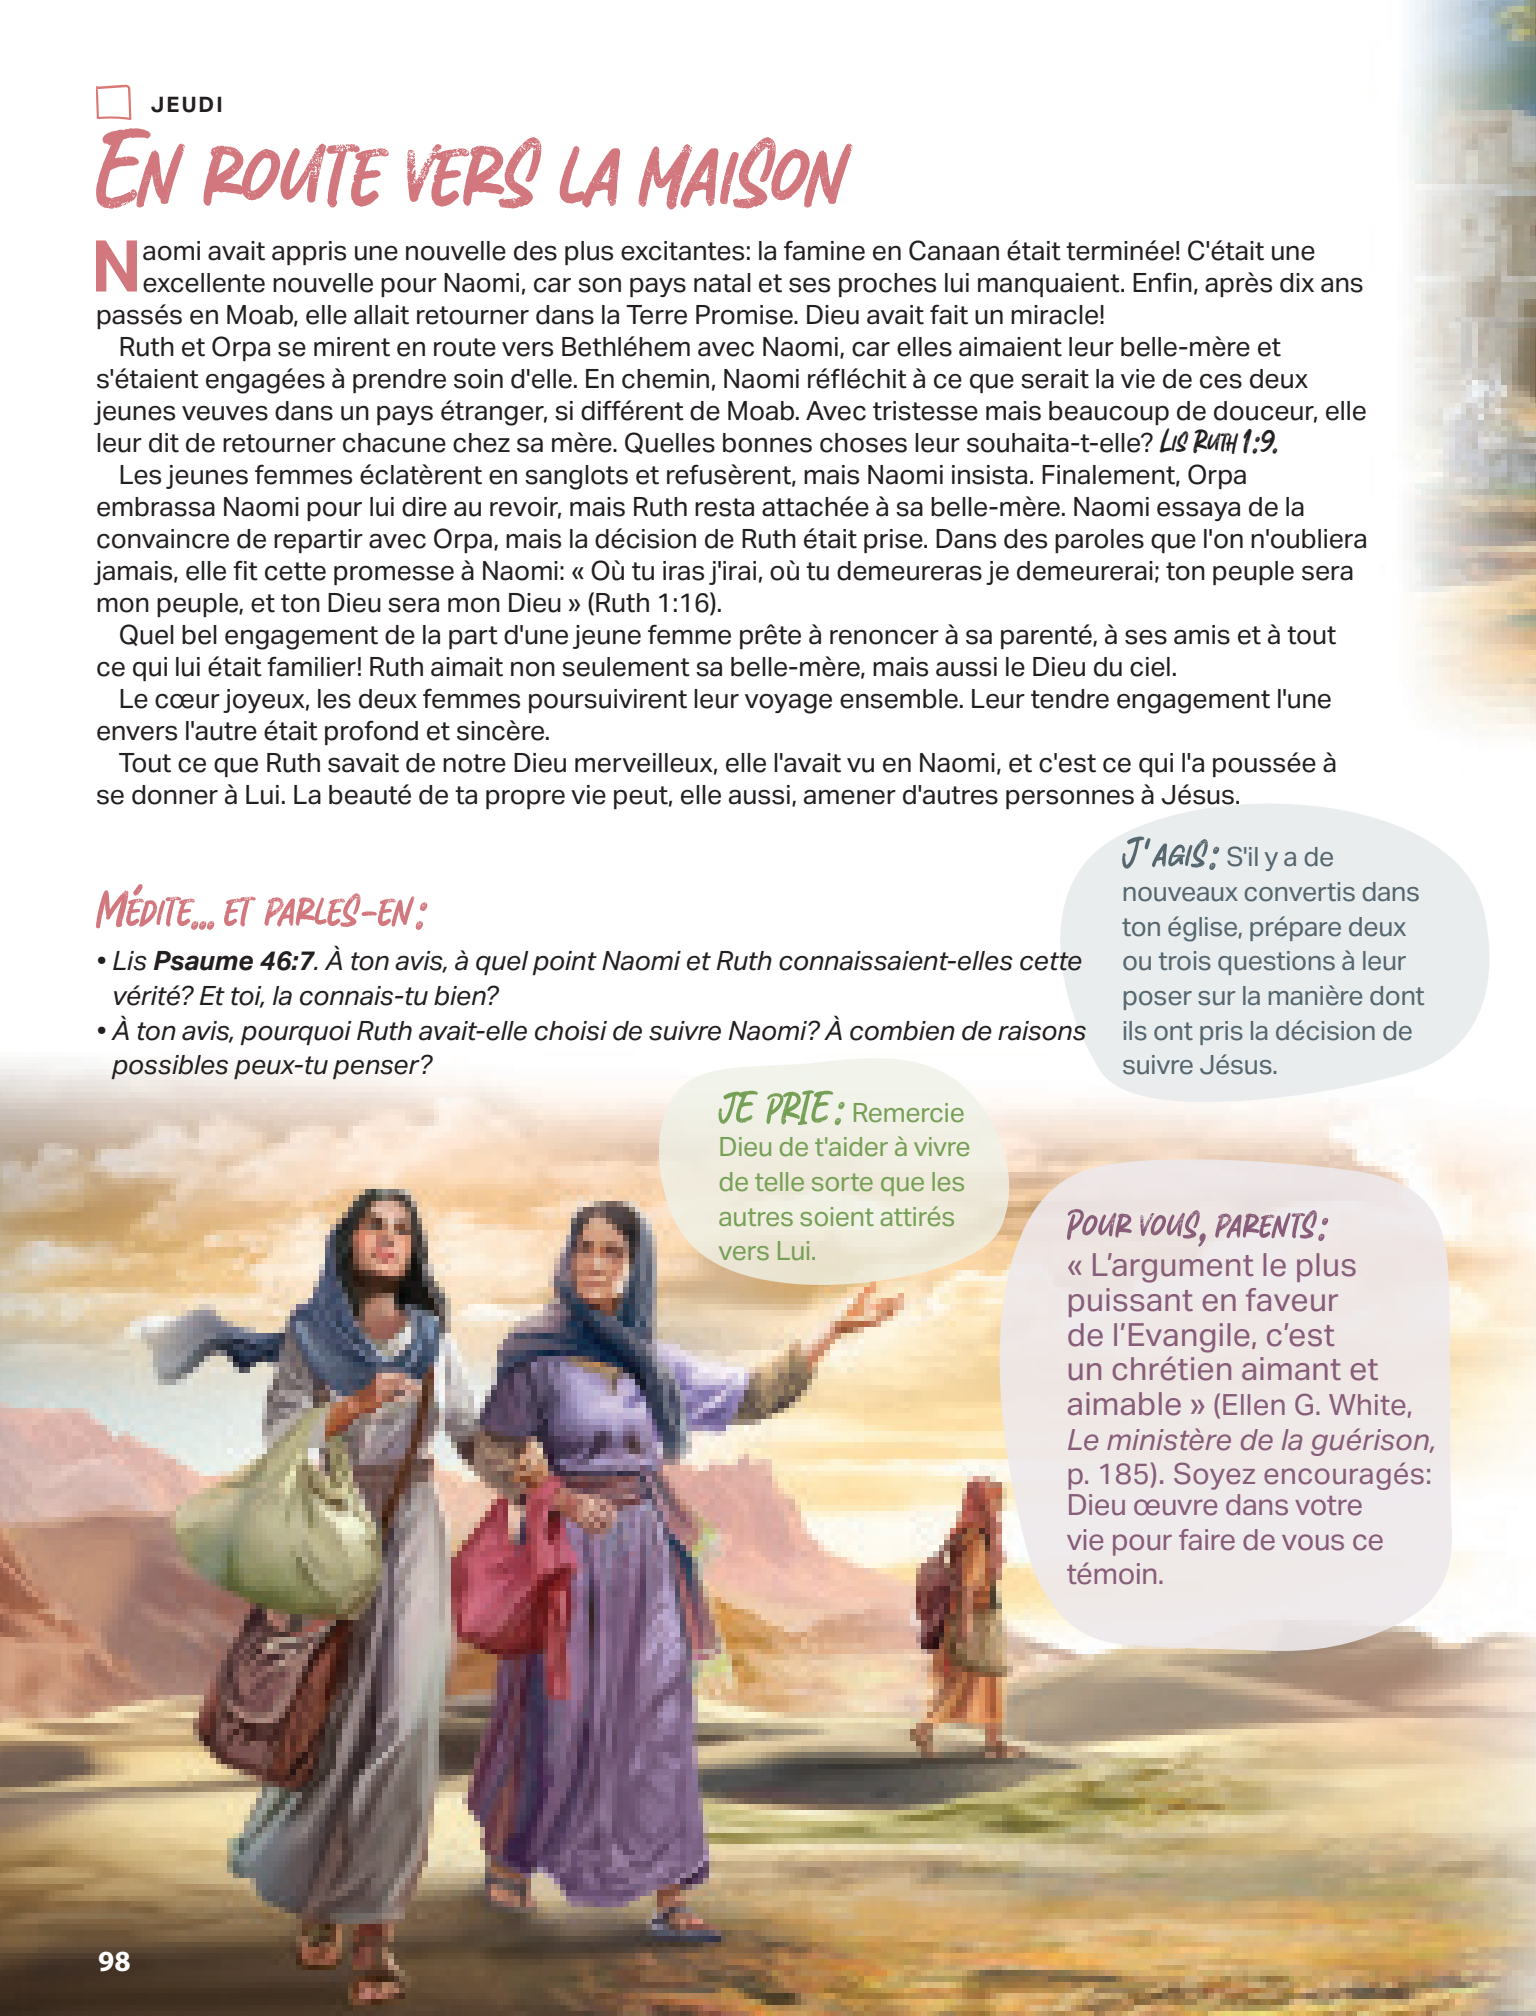 JEUDI
En route vers la maison
Naomi avait appris une nouvelle des plus excitantes: la famine en Canaan était terminée! C'était une
excellente nouvelle pour Naomi, car son pays natal et ses proches lui manquaient. Enfin, après dix ans
passés en Moab, elle allait retourner dans la Terre Promise. Dieu avait fait un miracle!
Ruth et Orpa se mirent en route vers Bethléhem avec Naomi, car elles aimaient leur belle-mère et
s'étaient engagées à prendre soin d'elle. En chemin, Naomi réfléchit à ce que serait la vie de ces deux
jeunes veuves dans un pays étranger, si différent de Moab. Avec tristesse mais beaucoup de douceur, elle
leur dit de retourner chacune chez sa mère. Quelles bonnes choses leur souhaita-t-elle? Lis Ruth 1:9.
Les jeunes femmes éclatèrent en sanglots et refusèrent, mais Naomi insista. Finalement, Orpa
embrassa Naomi pour lui dire au revoir, mais Ruth resta attachée à sa belle-mère. Naomi essaya de la
convaincre de repartir avec Orpa, mais la décision de Ruth était prise. Dans des paroles que l'on n'oubliera
jamais, elle fit cette promesse à Naomi: « Où tu iras j'irai, où tu demeureras je demeurerai; ton peuple sera
mon peuple, et ton Dieu sera mon Dieu » (Ruth 1:16).
Quel bel engagement de la part d'une jeune femme prête à renoncer à sa parenté, à ses amis et à tout
ce qui lui était familier! Ruth aimait non seulement sa belle-mère, mais aussi le Dieu du ciel.
Le cœur joyeux, les deux femmes poursuivirent leur voyage ensemble. Leur tendre engagement l'une
envers l'autre était profond et sincère.
Tout ce que Ruth savait de notre Dieu merveilleux, elle l'avait vu en Naomi, et c'est ce qui l'a poussée à
se donner à Lui. La beauté de ta propre vie peut, elle aussi, amener d'autres personnes à Jésus.
Médite... et parles-en:
• Lis Psaume 46:7. À ton avis, à quel point Naomi et Ruth connaissaient-elles cette
vérité? Et toi, la connais-tu bien?
• À ton avis, pourquoi Ruth avait-elle choisi de suivre Naomi? À combien de raisons
possibles peux-tu penser?
J'agis: S'il y a de
nouveaux convertis dans
ton église, prépare deux
ou trois questions à leur
poser sur la manière dont
ils ont pris la décision de
suivre Jésus.
Je prie: Remercie
Dieu de t'aider à vivre
de telle sorte que les
autres soient attirés
vers Lui.
Pour vous, parents:
« L’argument le plus
puissant en faveur
de l’Evangile, c’est
un chrétien aimant et
aimable » (Ellen G. White,
Le ministère de la guérison,
p. 185). Soyez encouragés:
Dieu œuvre dans votre
vie pour faire de vous ce
témoin.
98